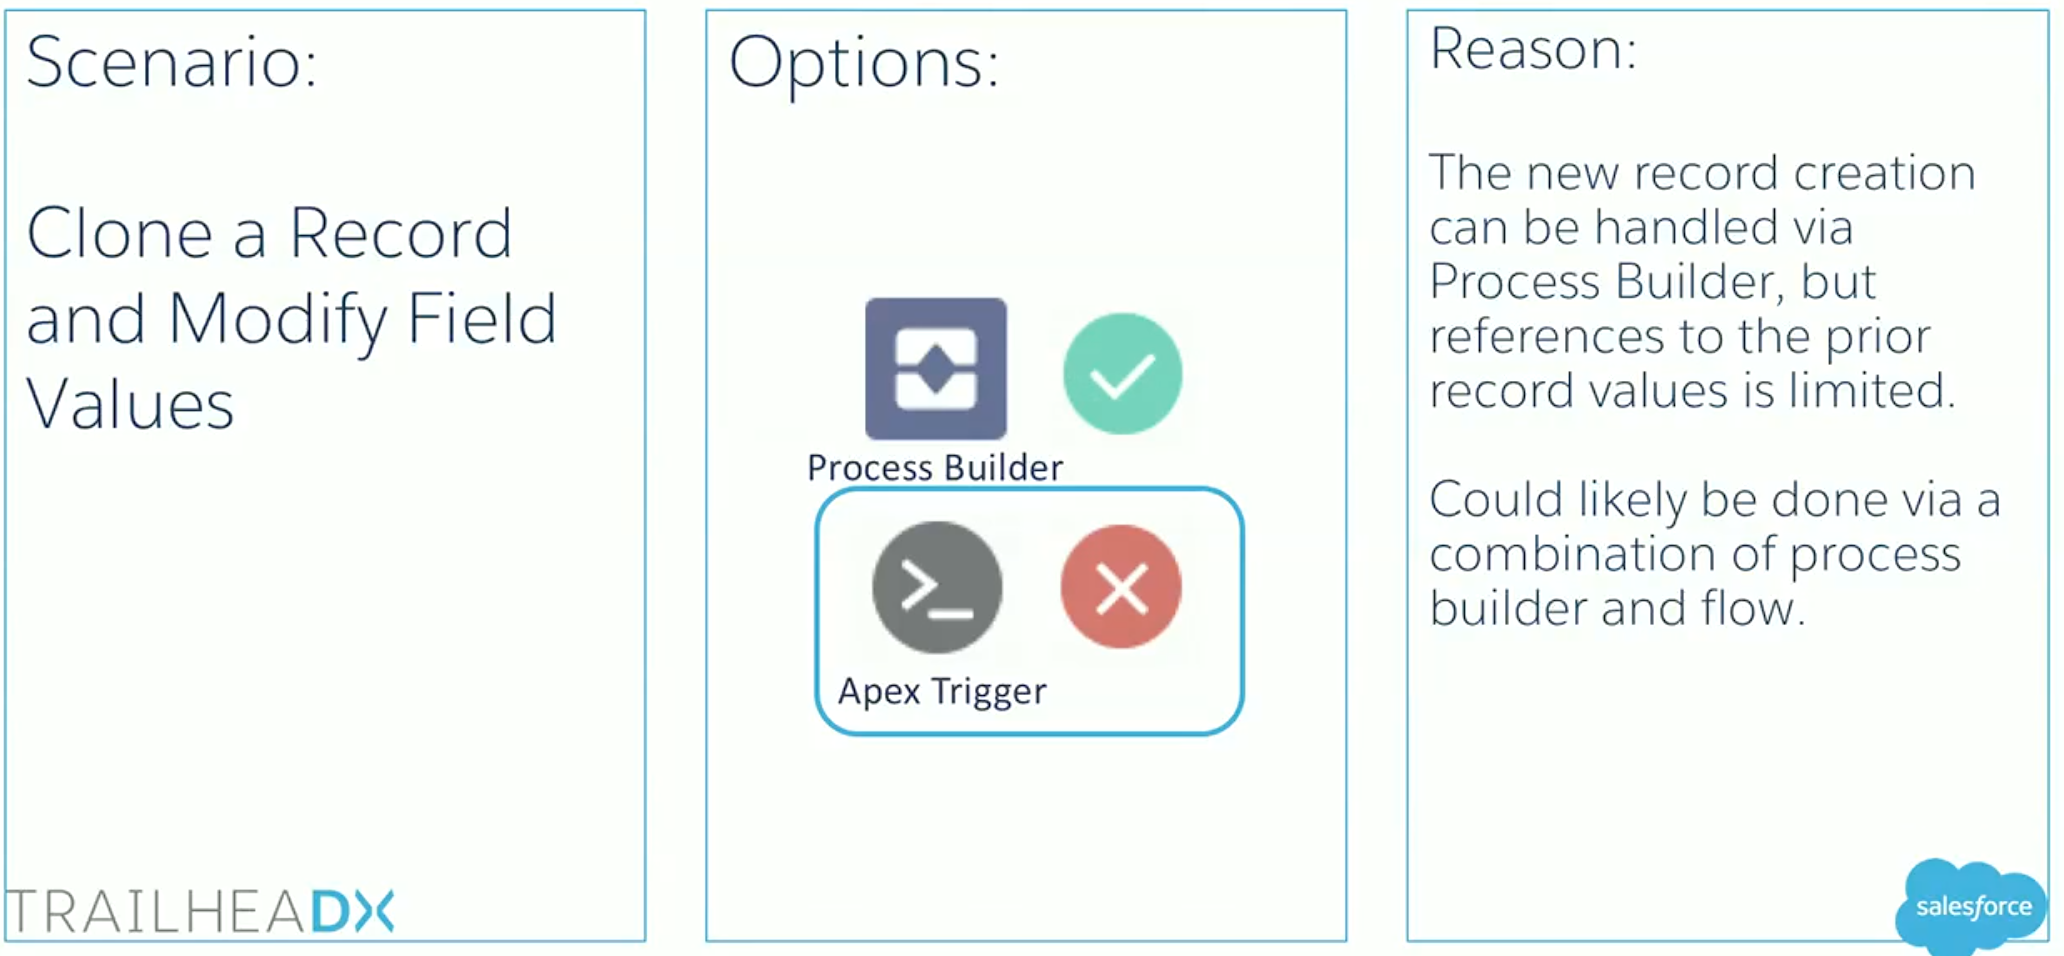 Scenario:
Clone a Record
and Modify Field
Values
TRAILHEADX
Options:
Process Builder
>_
Apex Trigger
Reason:
The new record creation
can be handled via
Process Builder, but
references to the prior
record values is limited.
Could likely be done via a
combination of process
builder and flow.
salesforce